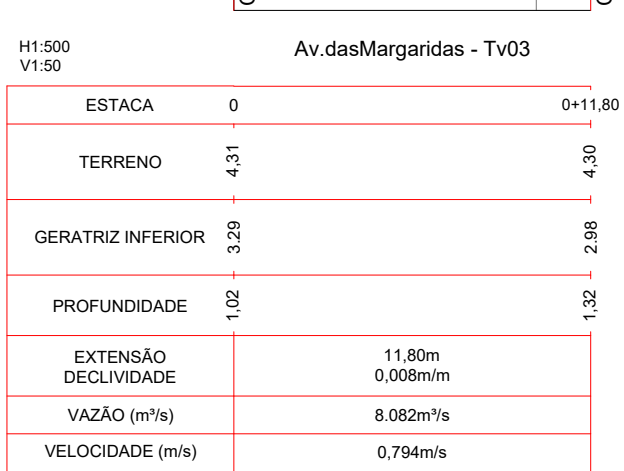 H1:500
V1:50
Av.dasMargaridas - Tv03
ESTACA 0 0+11,80
TERRENO 4,31 4,30
GERATRIZ INFERIOR 3.29 2.98
PROFUNDIDADE 1,02 1,32
EXTENSÃO 11,80m
DECLIVIDADE 0,008m/m
VAZÃO (m³/s) 8.082m³/s
VELOCIDADE (m/s) 0,794m/s